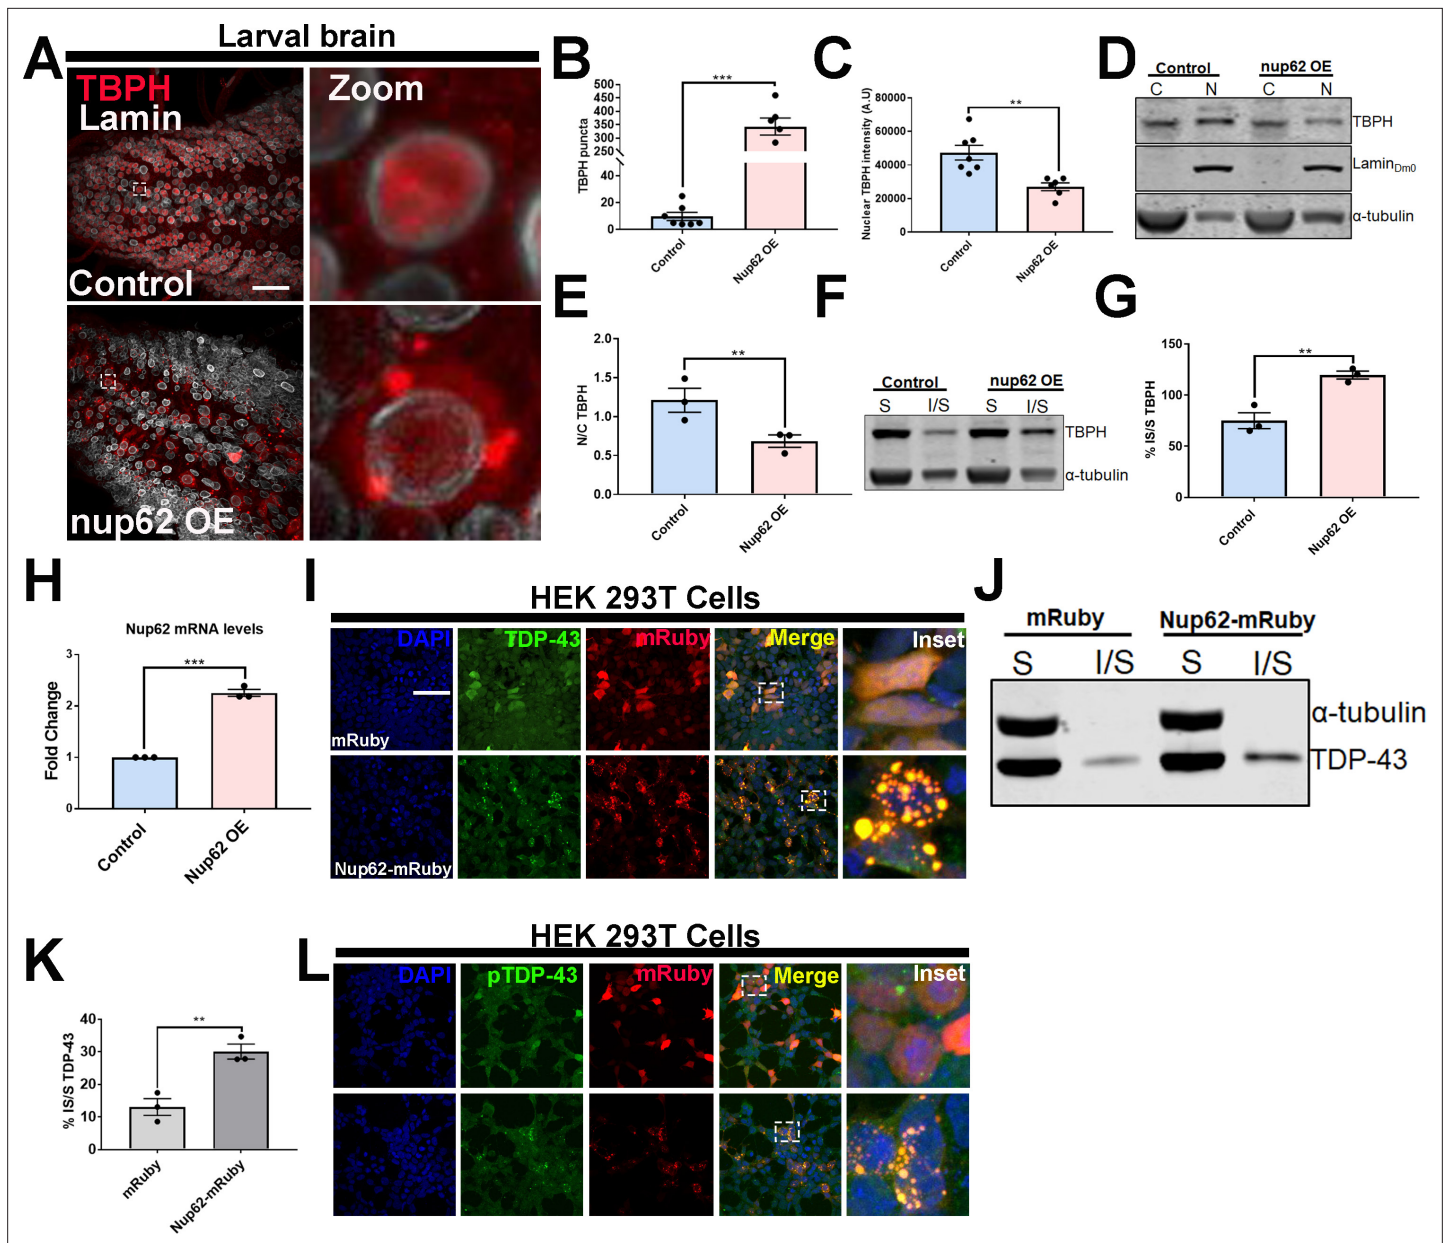 Larval brain
A
TBPH
Lamin
Zoom
Control
nup62 OE
B
***
TBPH puncta
500
450
400
350
300
250
40
20
0
Control
Nup62 OE
C
**
Nuclear TBPH intensity (A.U)
80000
60000
40000
20000
0
Control
Nup62 OE
D
Control nup62 OE
C N C N
TBPH
LaminDm0
α-tubulin
E
**
N/C TBPH
2.0
1.5
1.0
0.5
0.0
Control
Nup62 OE
F
Control nup62 OE
S I/S S I/S
TBPH
α-tubulin
G
**
% IS/S TBPH
150
100
50
0
Control
Nup62 OE
H
Nup62 mRNA levels
***
Fold Change
3
2
1
0
Control
Nup62 OE
I
HEK 293T Cells
DAPI TDP-43 mRuby Merge Inset
mRuby
Nup62-mRuby
J
mRuby Nup62-mRuby
S I/S S I/S
α-tubulin
TDP-43
K
**
% IS/S TDP-43
40
30
20
10
0
mRuby
Nup62-mRuby
L
HEK 293T Cells
DAPI pTDP-43 mRuby Merge Inset